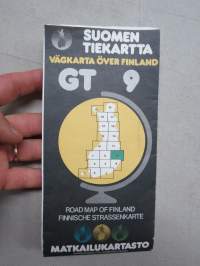 SUOMEN
TIEKARTTA
VÄGKARTA ÖVER FINLAND
GT 9
ROAD MAP OF FINLAND
FINNISCHE STRASSENKARTE
MATKAILUKARTASTO